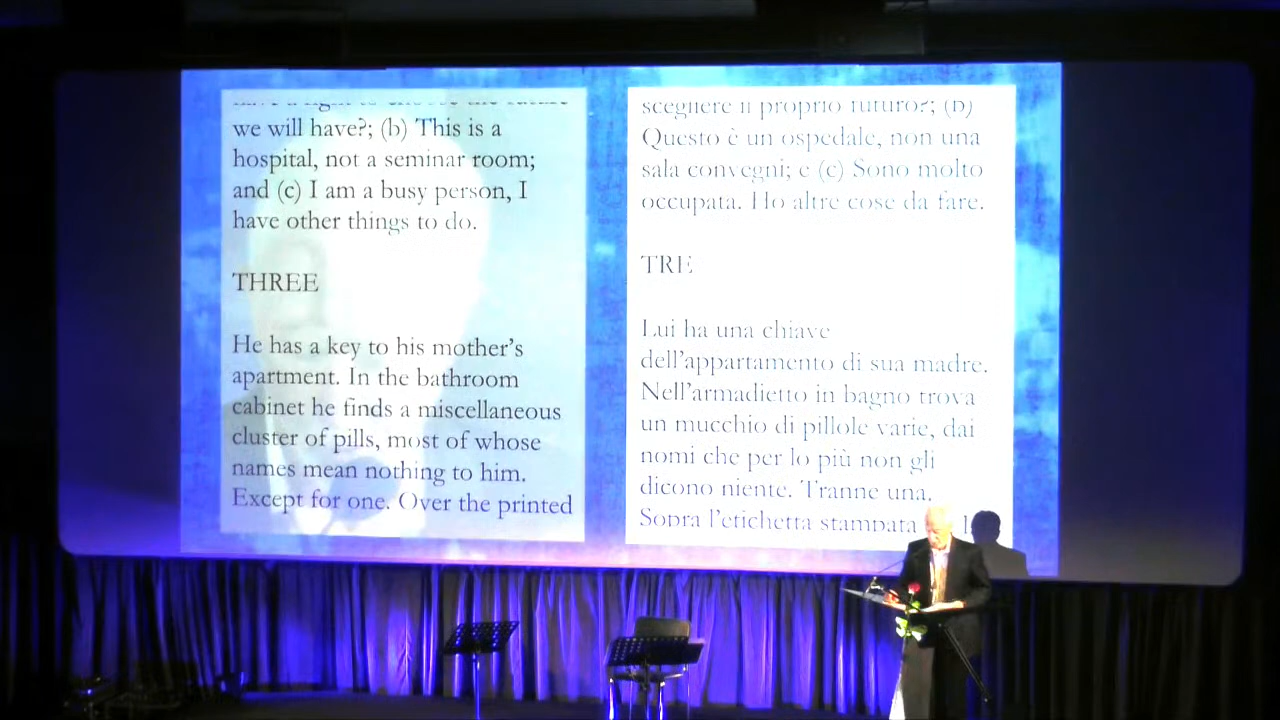 we will have?; (b) This is a
hospital, not a seminar room;
and (c) I am a busy person, I
have other things to do.
THREE
He has a key to his mother's
apartment. In the bathroom
cabinet he finds a miscellaneous
cluster of pills, most of whose
names mean nothing to him.
Except for one. Over the printed
scegliere il proprio futuro?; (b)
Questo è un ospedale, non una
sala convegni; e (c) Sono molto
occupata. Ho altre cose da fare.
TRE
Lui ha una chiave
dell'appartamento di sua madre.
Nell'armadietto in bagno trova
un mucchio di pillole varie, dai
nomi che per lo più non gli
dicono niente. Tranne una.
Sopra l'etichetta stampata